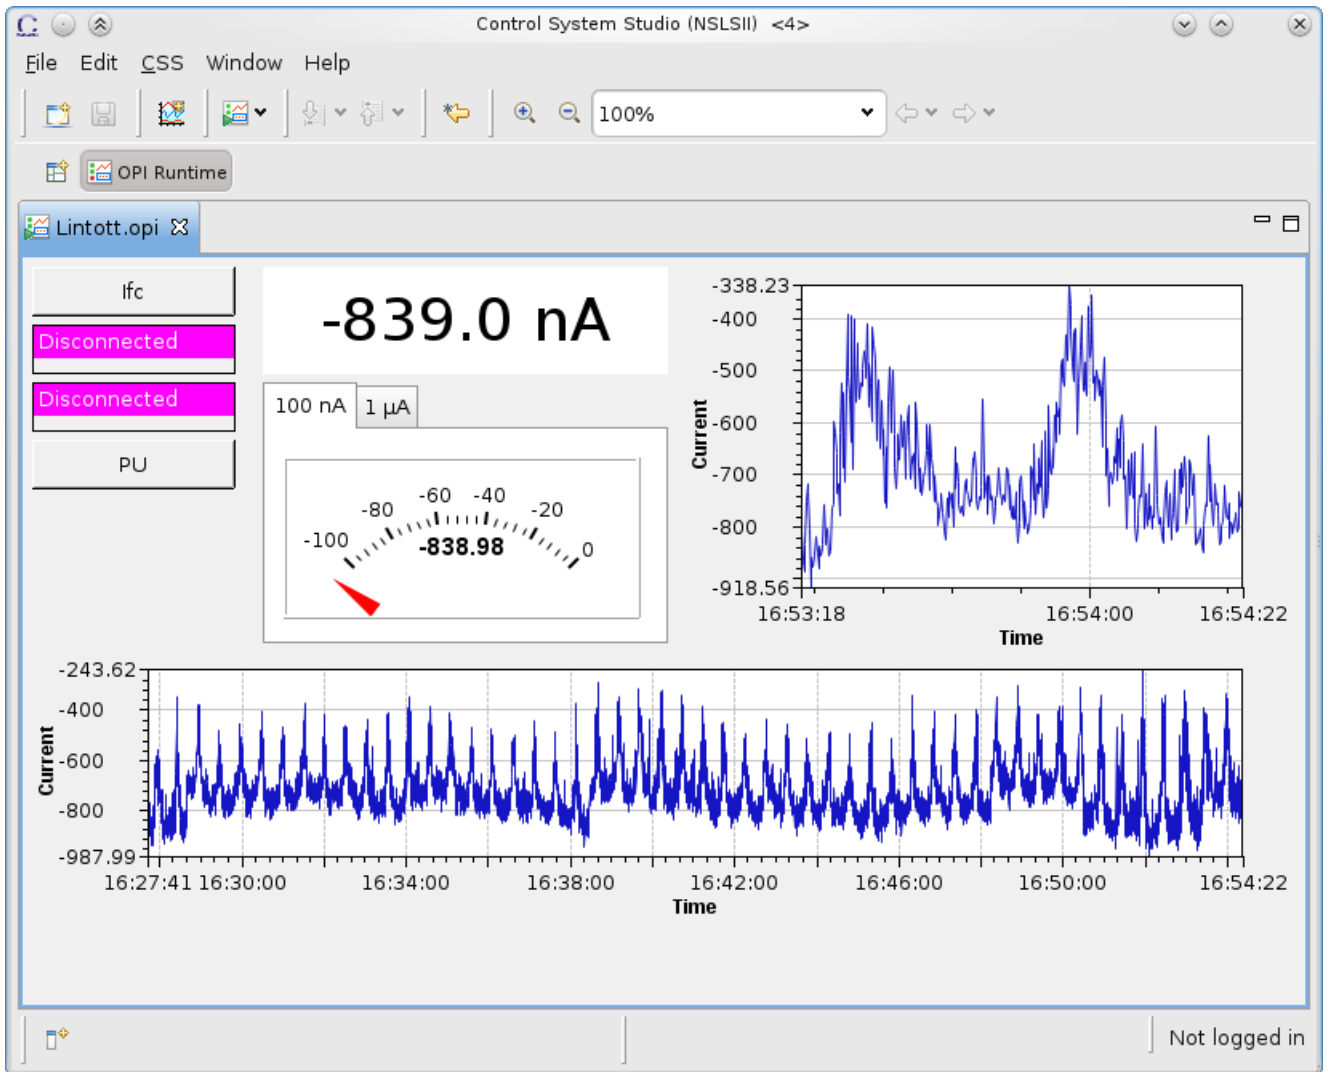 Control System Studio (NSLSII) <4>
File Edit CSS Window Help
100%
OPI Runtime
Lintott.opi
Ifc
Disconnected
Disconnected
PU
-839.0 nA
100 nA
1 µA
-100
-80
-60
-40
-20
0
-838.98
-338.23
-400
-500
-600
-700
-800
-918.56
Current
16:53:18
16:54:00
16:54:22
Time
-243.62
-400
-600
-800
-987.99
Current
16:27:41
16:30:00
16:34:00
16:38:00
16:42:00
16:46:00
16:50:00
16:54:22
Time
Not logged in